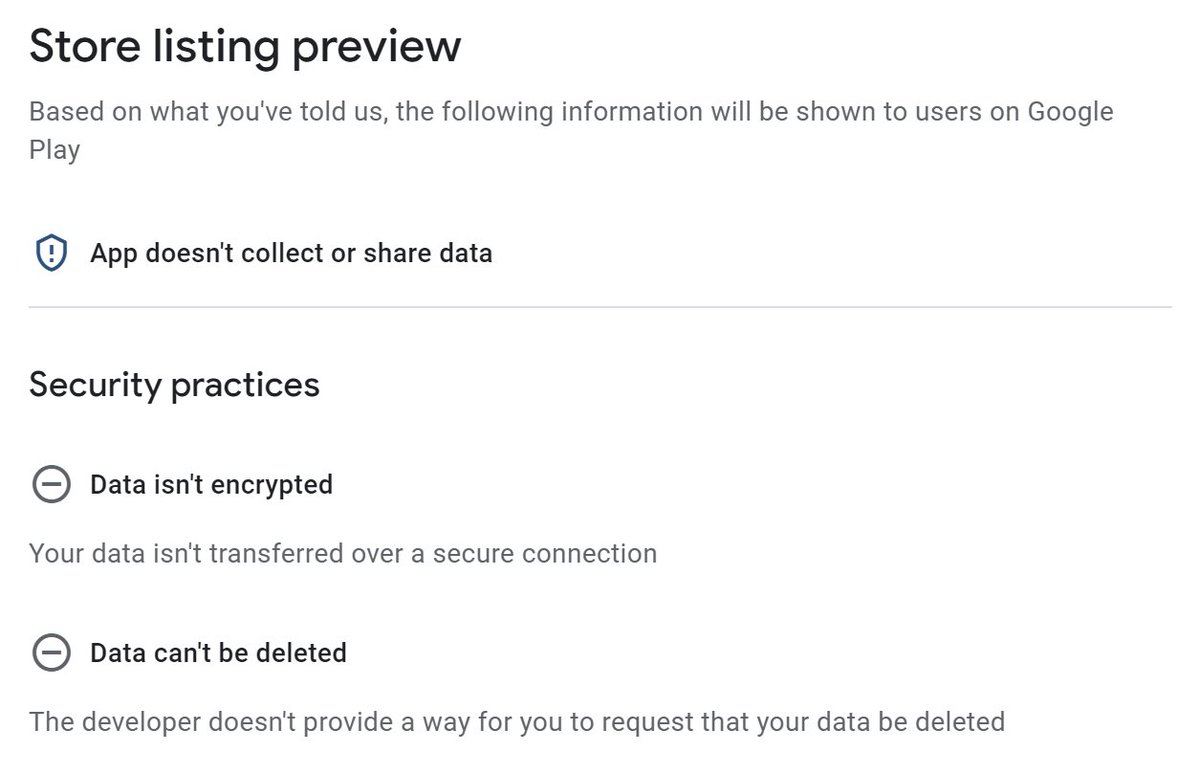 Store listing preview
Based on what you've told us, the following information will be shown to users on Google
Play
App doesn't collect or share data
Security practices
Data isn't encrypted
Your data isn't transferred over a secure connection
Data can't be deleted
The developer doesn't provide a way for you to request that your data be deleted